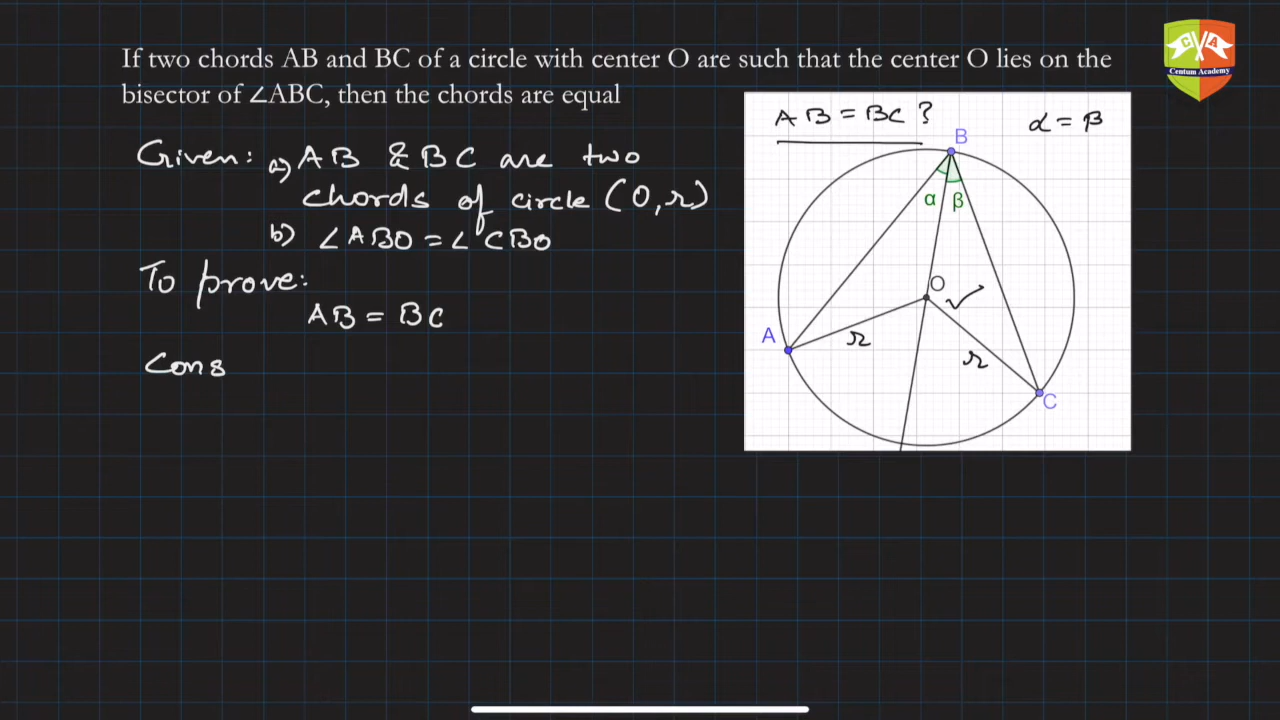 If two chords AB and BC of a circle with center O are such that the center O lies on the
bisector of ∠ABC, then the chords are equal
Given: a) AB & BC are two
chords of circle (O, r)
b) ∠ABO = ∠CBO
To prove:
AB = BC
Cons
AB = BC ?
α = β
B
α β
O
A
r
r
C
C A
Centum Academy